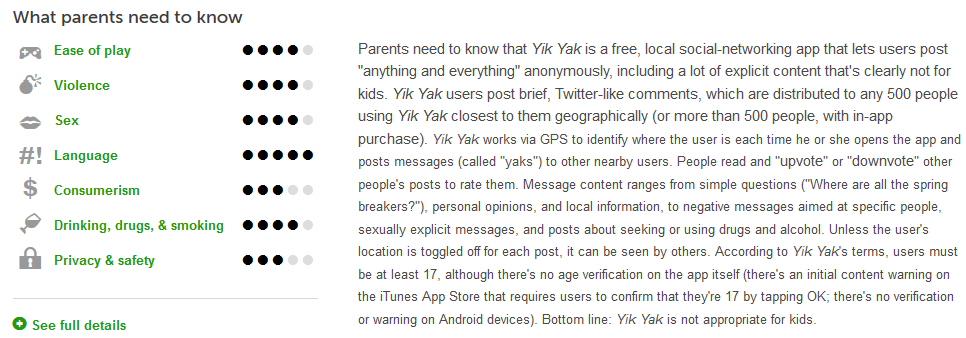 What parents need to know
Ease of play
Violence
Sex
#! Language
$ Consumerism
Drinking, drugs, & smoking
Privacy & safety
See full details
Parents need to know that Yik Yak is a free, local social-networking app that lets users post
"anything and everything" anonymously, including a lot of explicit content that's clearly not for
kids. Yik Yak users post brief, Twitter-like comments, which are distributed to any 500 people
using Yik Yak closest to them geographically (or more than 500 people, with in-app
purchase). Yik Yak works via GPS to identify where the user is each time he or she opens the app and
posts messages (called "yaks") to other nearby users. People read and "upvote" or "downvote" other
people's posts to rate them. Message content ranges from simple questions ("Where are all the spring
breakers?"), personal opinions, and local information, to negative messages aimed at specific people,
sexually explicit messages, and posts about seeking or using drugs and alcohol. Unless the user's
location is toggled off for each post, it can be seen by others. According to Yik Yak's terms, users must
be at least 17, although there's no age verification on the app itself (there's an initial content warning on
the iTunes App Store that requires users to confirm that they're 17 by tapping OK; there's no verification
or warning on Android devices). Bottom line: Yik Yak is not appropriate for kids.